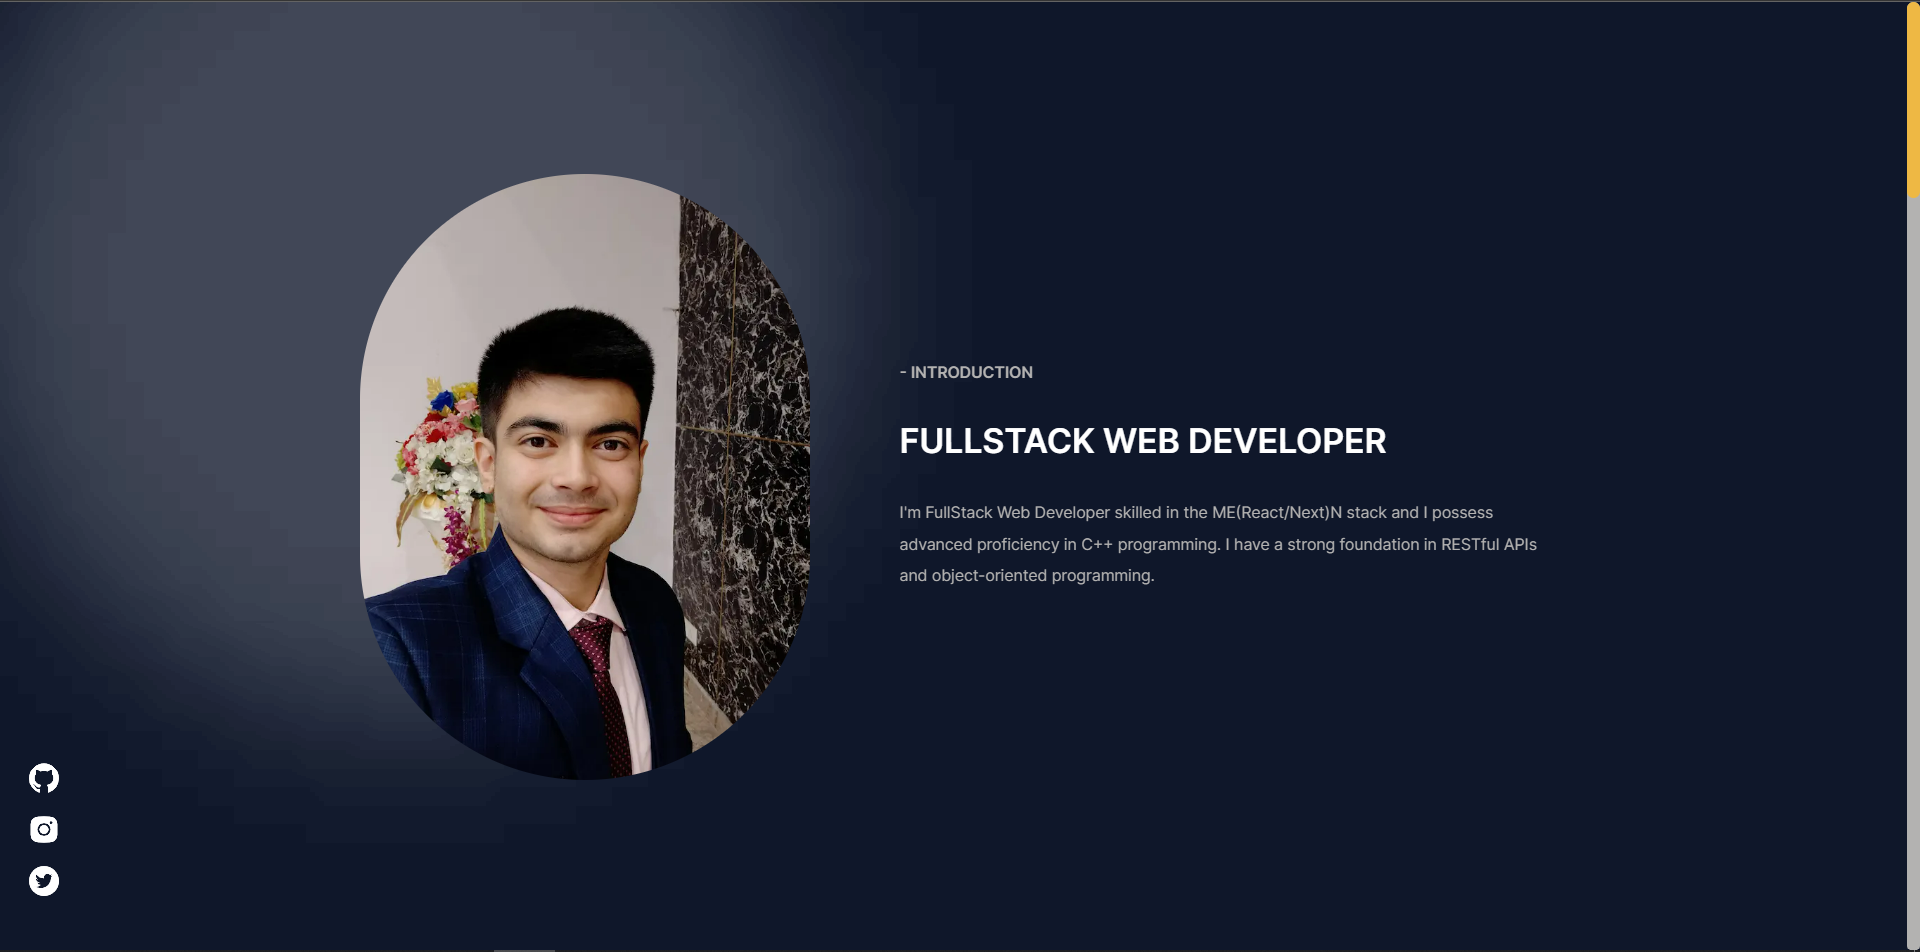 - INTRODUCTION
FULLSTACK WEB DEVELOPER
I'm FullStack Web Developer skilled in the ME(React/Next)N stack and I possess
advanced proficiency in C++ programming. I have a strong foundation in RESTful APIs
and object-oriented programming.